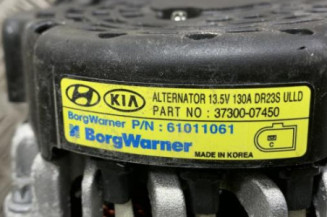 KIA ALTERNATOR 13.5V 130A DR23S ULLD
PART NO : 37300-07450
BorgWarner P/N : 61011061
BorgWarner
MADE IN KOREA
C